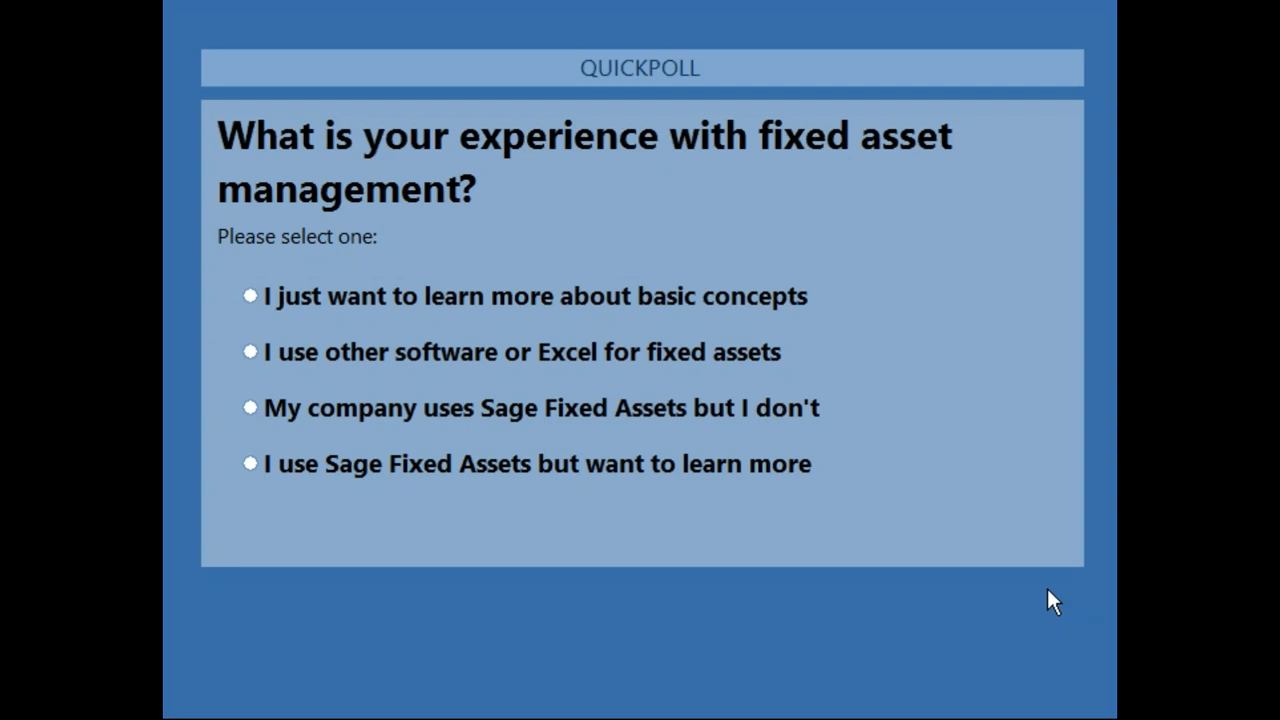 QUICKPOLL
What is your experience with fixed asset
management?
Please select one:
I just want to learn more about basic concepts
I use other software or Excel for fixed assets
My company uses Sage Fixed Assets but I don't
I use Sage Fixed Assets but want to learn more